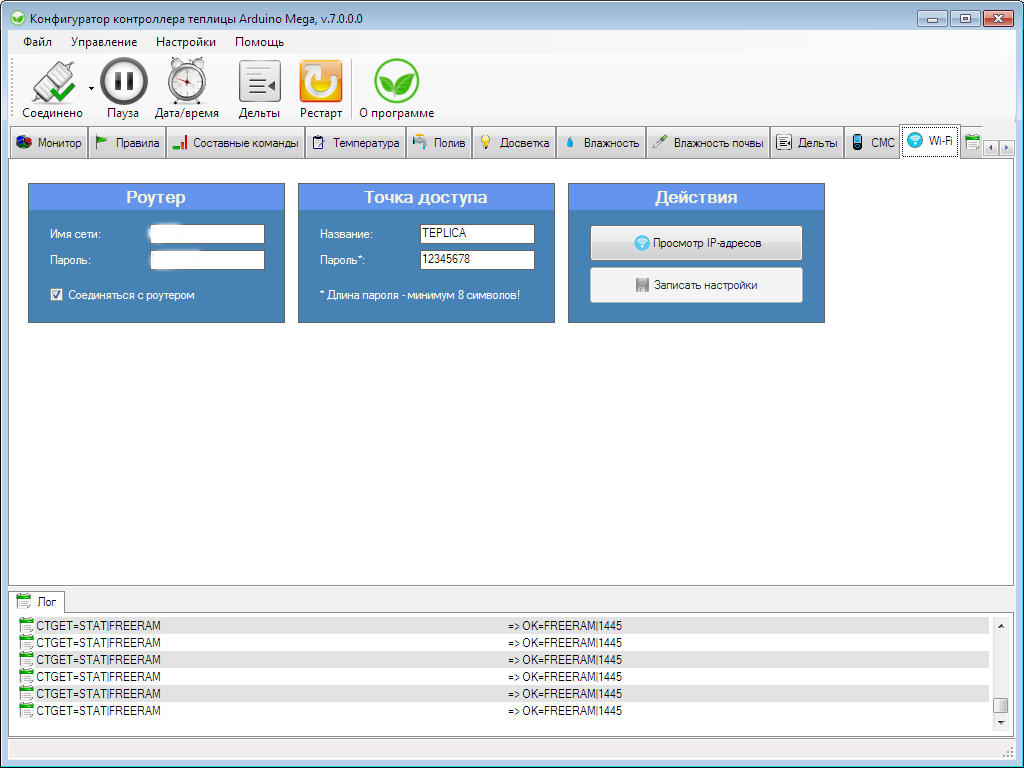 Конфигуратор контроллера теплицы Arduino Mega, v.7.0.0.0
Файл Управление Настройки Помощь
Соединено Пауза Дата/время Дельты Рестарт О программе
Монитор Правила Составные команды Температура Полив Досветка Влажность Влажность почвы Дельты СМС Wi-Fi
Роутер
Имя сети:
Пароль:
Соединяться с роутером
Точка доступа
Название: TEPLICA
Пароль*: 12345678
* Длина пароля - минимум 8 символов!
Действия
Просмотр IP-адресов
Записать настройки
Лог
CTGET=STAT|FREERAM => OK=FREERAM|1445
CTGET=STAT|FREERAM => OK=FREERAM|1445
CTGET=STAT|FREERAM => OK=FREERAM|1445
CTGET=STAT|FREERAM => OK=FREERAM|1445
CTGET=STAT|FREERAM => OK=FREERAM|1445
CTGET=STAT|FREERAM => OK=FREERAM|1445